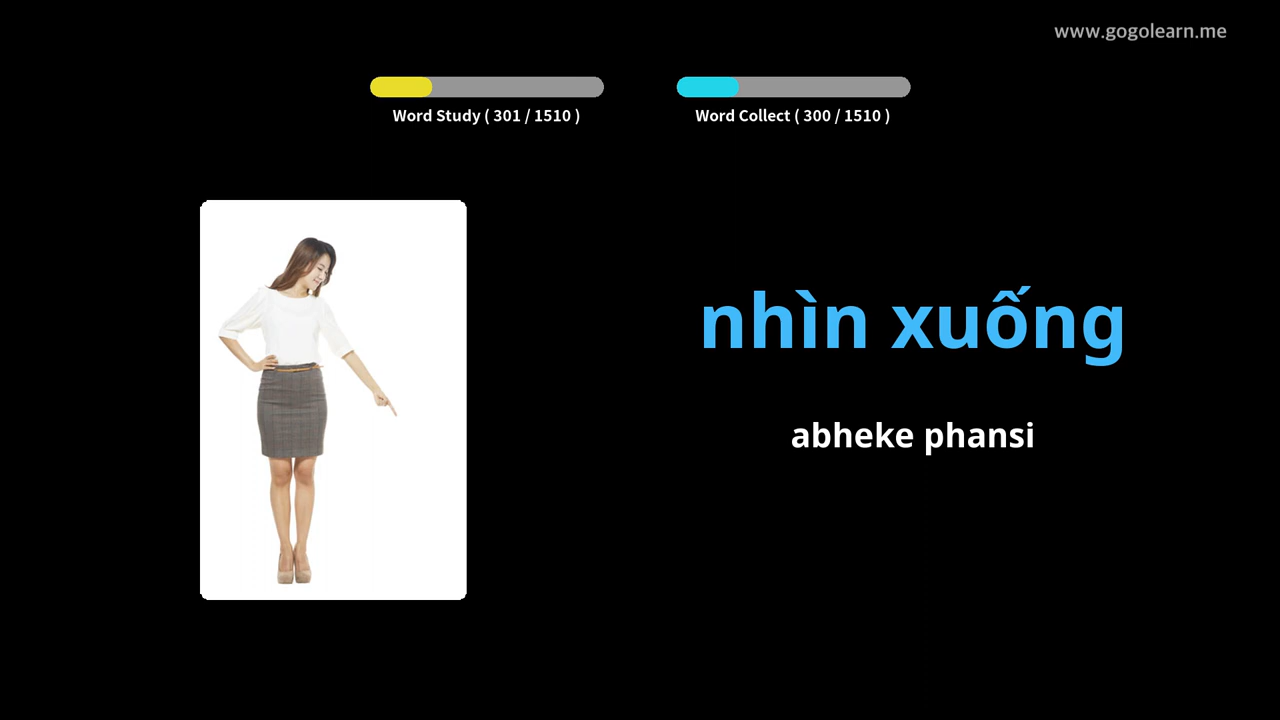 www.gogolearn.me
Word Study ( 301 / 1510 )
Word Collect ( 300 / 1510 )
nhìn xuống
abheke phansi